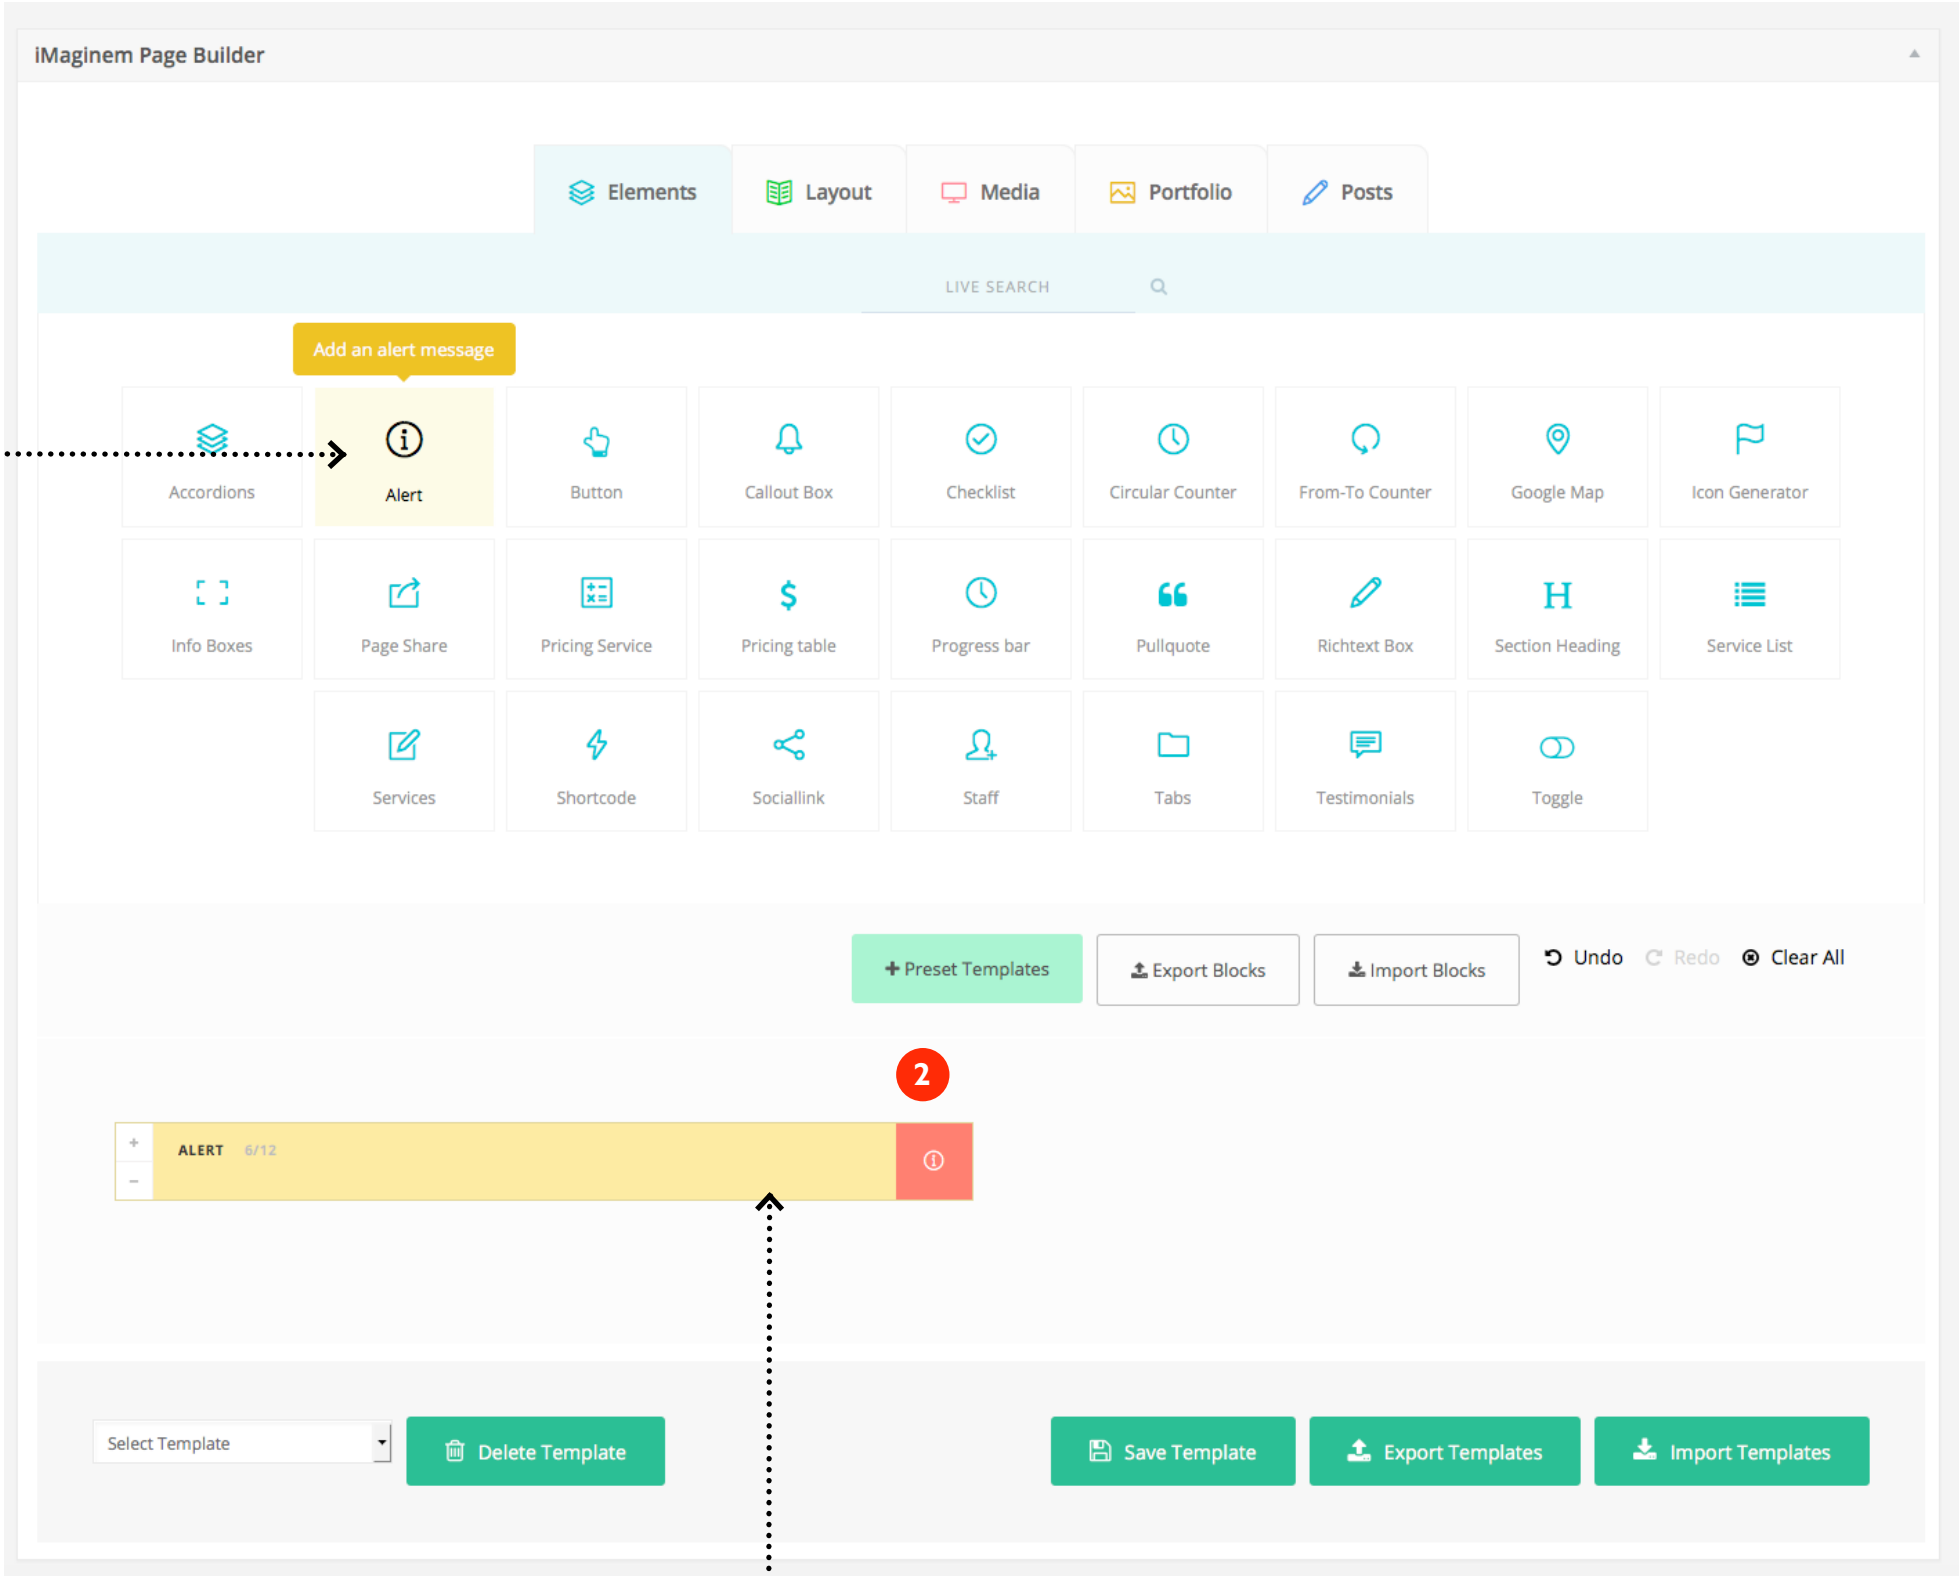 iMaginem Page Builder
Elements Layout Media Portfolio Posts
LIVE SEARCH
Add an alert message
Accordions Alert Button Callout Box Checklist Circular Counter From-To Counter Google Map Icon Generator
Info Boxes Page Share Pricing Service Pricing table Progress bar Pullquote Richtext Box Section Heading Service List
Services Shortcode Sociallink Staff Tabs Testimonials Toggle
Preset Templates Export Blocks Import Blocks Undo Redo Clear All
2
ALERT 6/12
Select Template Delete Template Save Template Export Templates Import Templates